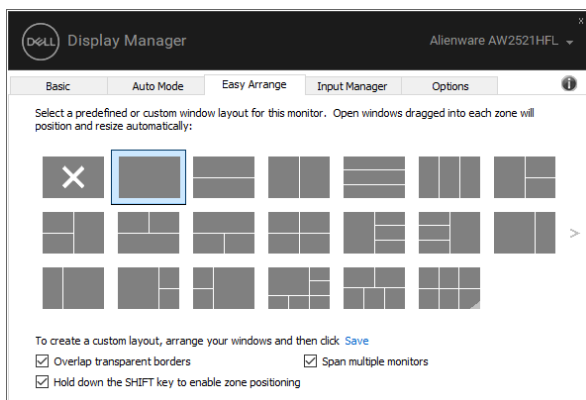 DELL Display Manager
Alienware AW2521HFL
Basic
Auto Mode
Easy Arrange
Input Manager
Options
Select a predefined or custom window layout for this monitor. Open windows dragged into each zone will
position and resize automatically:
To create a custom layout, arrange your windows and then click Save
Overlap transparent borders
Span multiple monitors
Hold down the SHIFT key to enable zone positioning